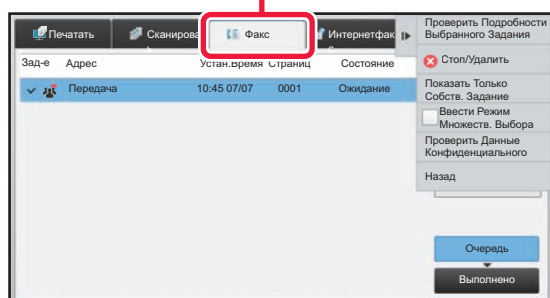 Печатать
Сканирова
ь
Факс
Интернетфак
с
Проверить Подробности
Выбранного Задания
Зад-е Адрес Устан.Время Страниц Состояние
Стоп/Удалить
Передача 10:45 07/07 0001 Ожидание
Показать Только
Собств. Задание
Ввести Режим
Множеств. Выбора
Проверить Данные
Конфиденциального
Назад
Очередь
Выполнено